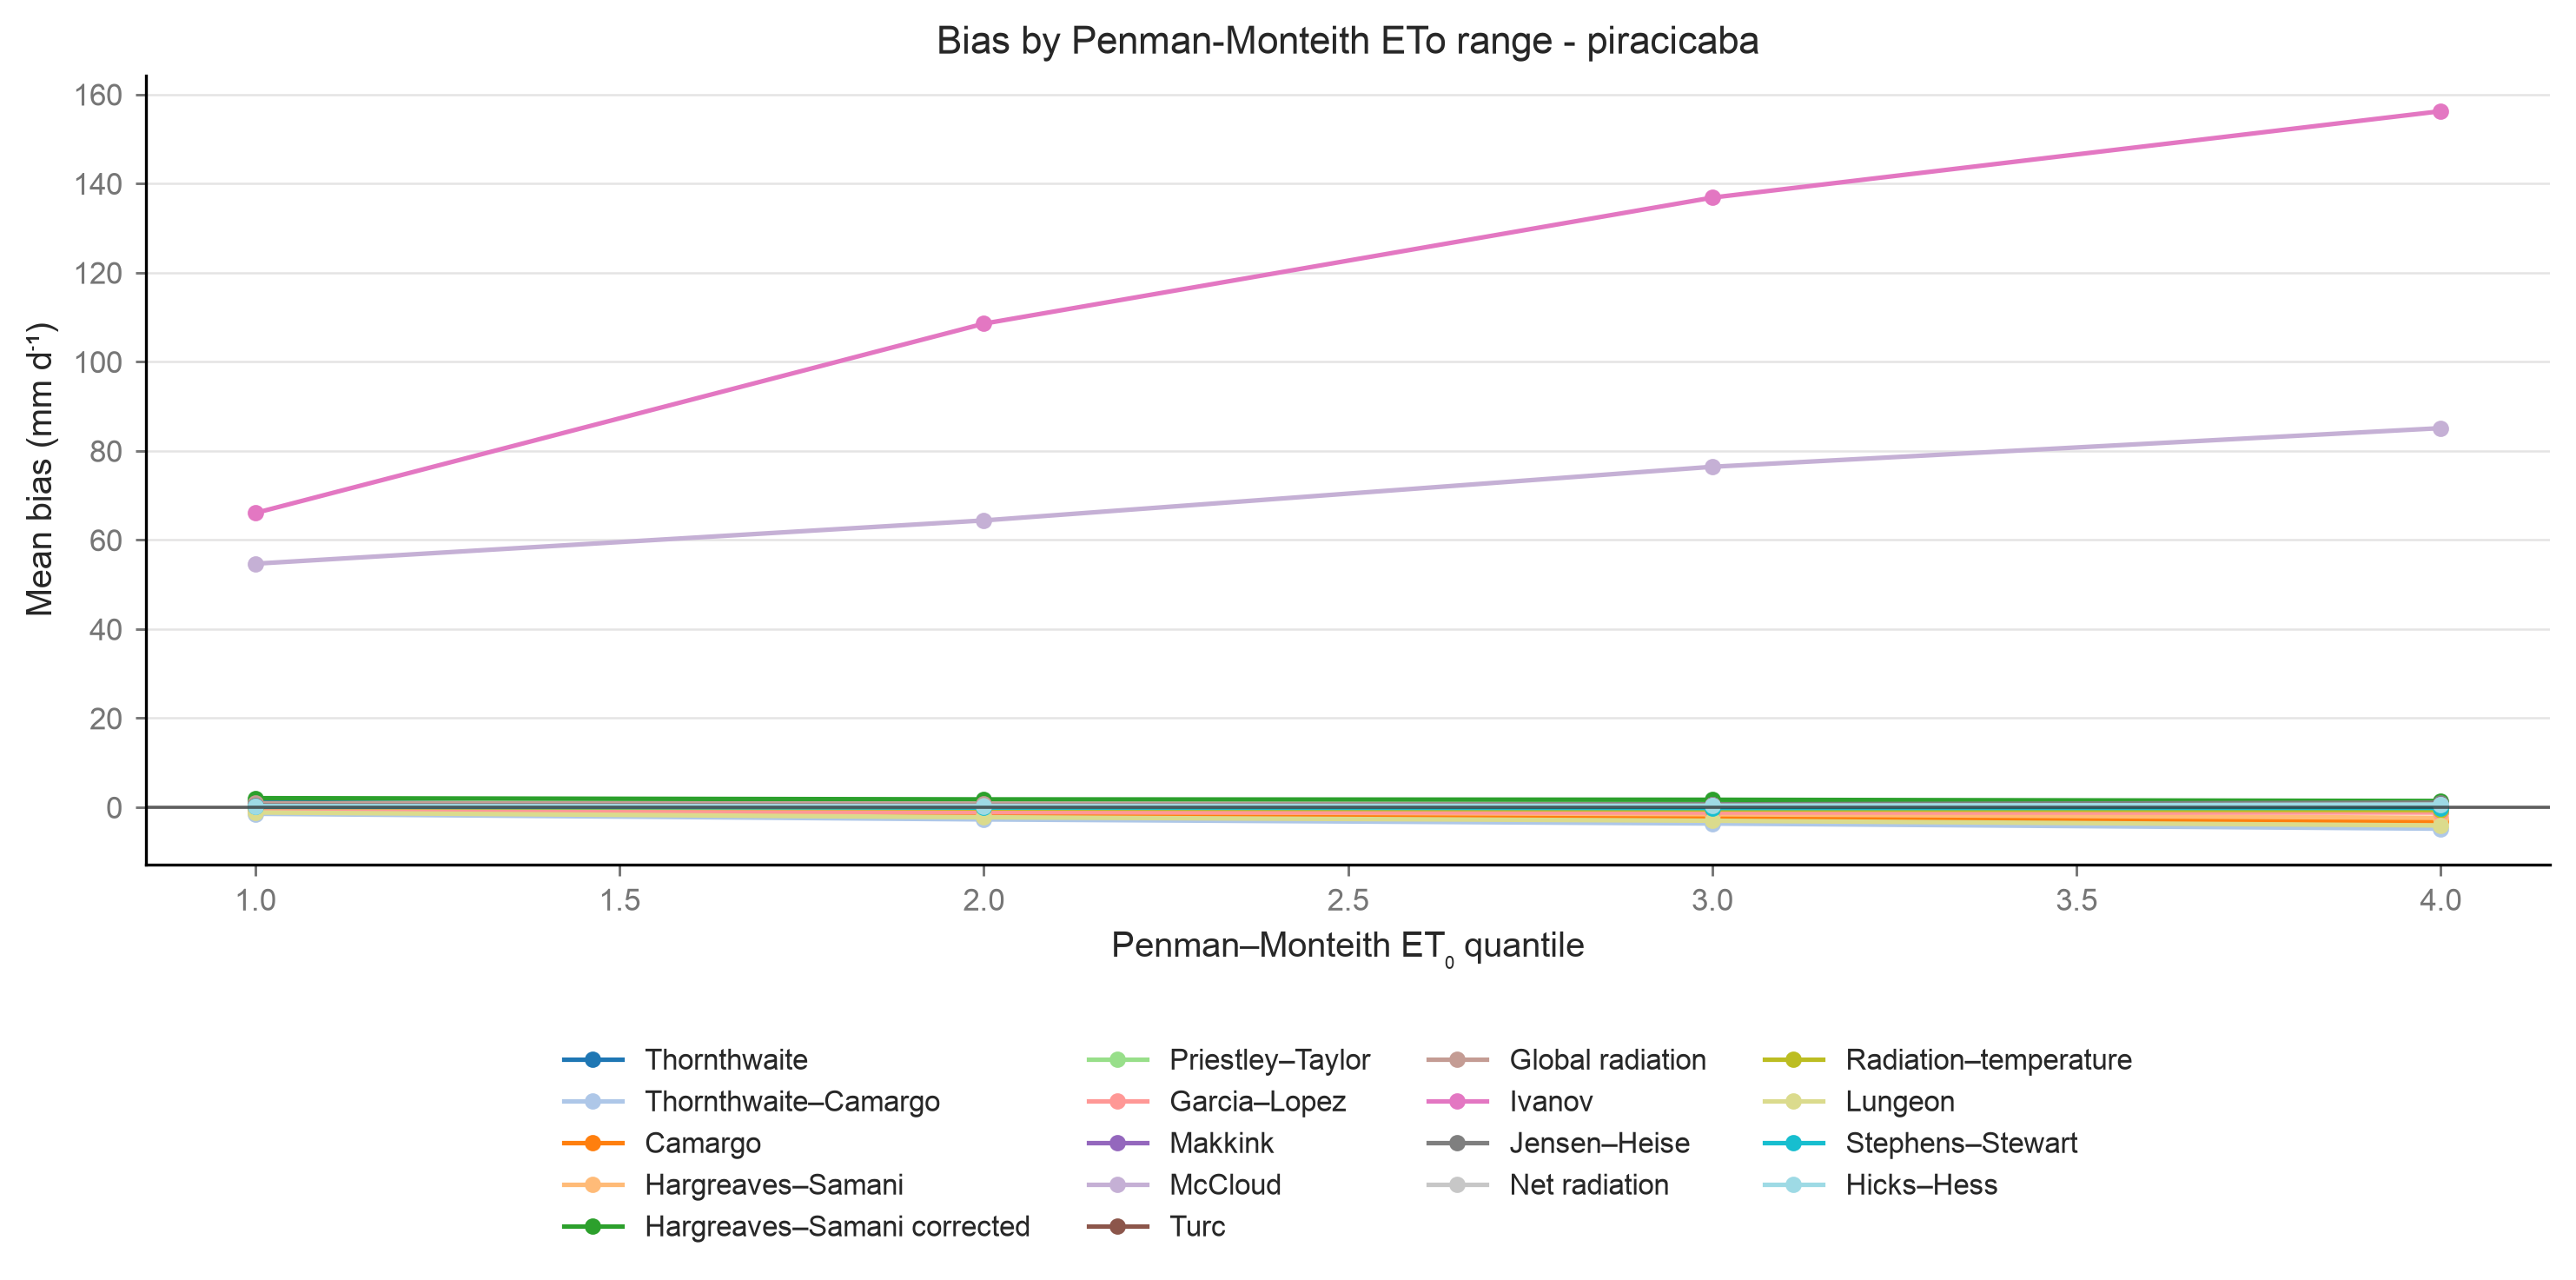 Bias by Penman-Monteith ETo range - piracicaba
Mean bias (mm d⁻¹)
160
140
120
100
80
60
40
20
0
1.0 1.5 2.0 2.5 3.0 3.5 4.0
Penman–Monteith ET₀ quantile
Thornthwaite
Thornthwaite–Camargo
Camargo
Hargreaves–Samani
Hargreaves–Samani corrected
Priestley–Taylor
Garcia–Lopez
Makkink
McCloud
Turc
Global radiation
Ivanov
Jensen–Heise
Net radiation
Radiation–temperature
Lungeon
Stephens–Stewart
Hicks–Hess